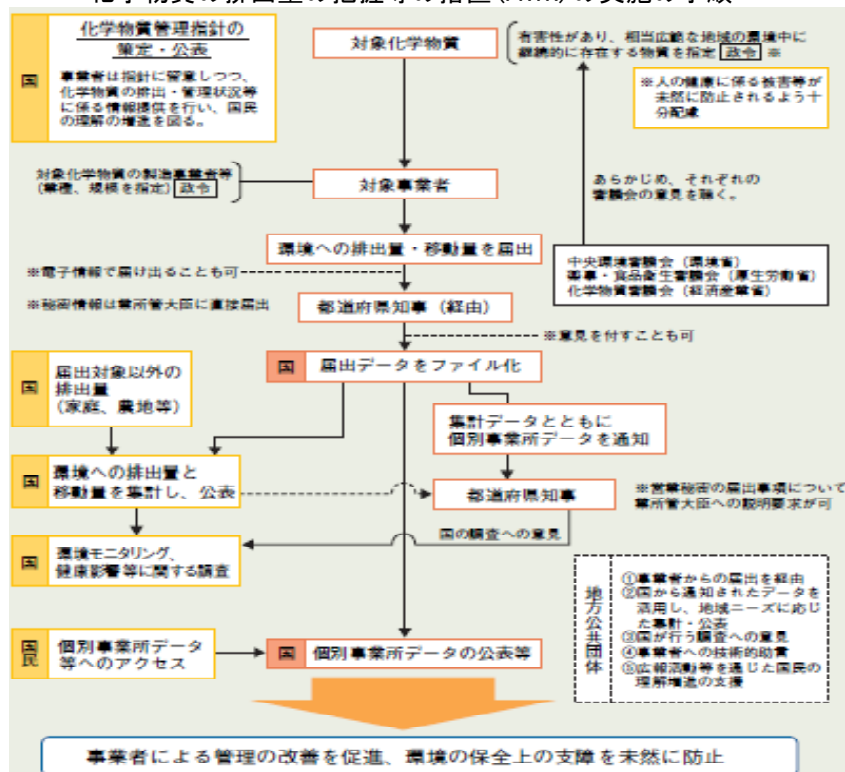 化学物質管理指針の
策定・公表
国
事業者は指針に留意しつつ、
化学物質の排出・管理状況等
に係る情報提供を行い、国民
の理解の増進を図る。
対象化学物質
有害性があり、相当広範な地域の環境中に
継続的に存在する物質を指定 政令 ※
※人の健康に係る被害等が
未然に防止されるよう十
分配慮
対象化学物質の製造事業者等
(業種、規模を指定) 政令
対象事業者
あらかじめ、それぞれの
審議会の意見を聴く。
環境への排出量・移動量を届出
中央環境審議会(環境省)
薬事・食品衛生審議会(厚生労働省)
化学物質審議会(経済産業省)
※電子情報で届け出ることも可
※秘密情報は業所管大臣に直接届出
都道府県知事(経由)
※意見を付すことも可
国 届出データをファイル化
国
届出対象以外の
排出量
(家庭、農地等)
集計データとともに
個別事業所データを通知
国
環境への排出量と
移動量を集計し、公表
都道府県知事
※営業秘密の届出事項について
業所管大臣への説明要求が可
国の調査への意見
国
環境モニタリング、
健康影響等に関する調査
地方公共団体
①事業者からの届出を経由
②国から通知されたデータを
活用し、地域ニーズに応じ
た集計・公表
③国が行う調査への意見
④事業者への技術的助言
⑤広報活動等を通じた国民の
理解増進の支援
国民
個別事業所データ
等へのアクセス
国 個別事業所データの公表等
事業者による管理の改善を促進、環境の保全上の支障を未然に防止